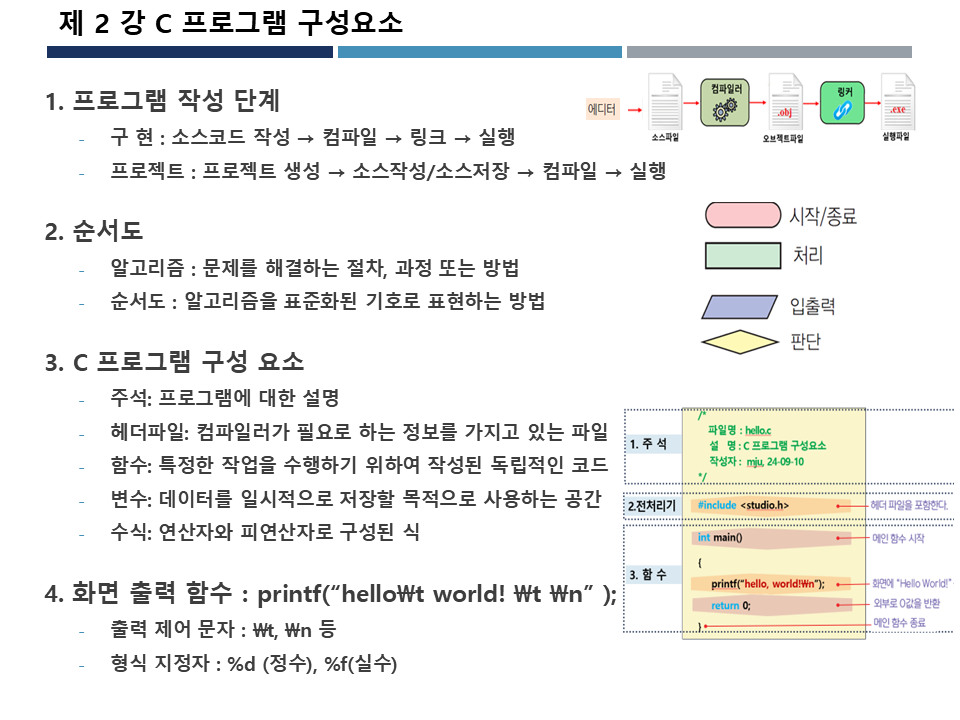 제 2 강 C 프로그램 구성요소
1. 프로그램 작성 단계
- 구 현 : 소스코드 작성 → 컴파일 → 링크 → 실행
- 프로젝트 : 프로젝트 생성 → 소스작성/소스저장 → 컴파일 → 실행
에디터
소스파일
컴파일러
.obj
오브젝트파일
링커
.exe
실행파일
2. 순서도
- 알고리즘 : 문제를 해결하는 절차, 과정 또는 방법
- 순서도 : 알고리즘을 표준화된 기호로 표현하는 방법
시작/종료
처리
입출력
판단
3. C 프로그램 구성 요소
- 주석: 프로그램에 대한 설명
- 헤더파일: 컴파일러가 필요로 하는 정보를 가지고 있는 파일
- 함수: 특정한 작업을 수행하기 위하여 작성된 독립적인 코드
- 변수: 데이터를 일시적으로 저장할 목적으로 사용하는 공간
- 수식: 연산자와 피연산자로 구성된 식
1. 주 석
/*
파일명 : hello.c
설 명 : C 프로그램 구성요소
작성자 : mju, 24-09-10
*/
2.전처리기
#include <studio.h>
헤더 파일을 포함한다.
3. 함 수
int main()
메인 함수 시작
{
printf("hello, world!₩n");
화면에 "Hello World!"
return 0;
외부로 0값을 반환
}
메인 함수 종료
4. 화면 출력 함수 : printf(“hello₩t world! ₩t ₩n” );
- 출력 제어 문자 : ₩t, ₩n 등
- 형식 지정자 : %d (정수), %f(실수)